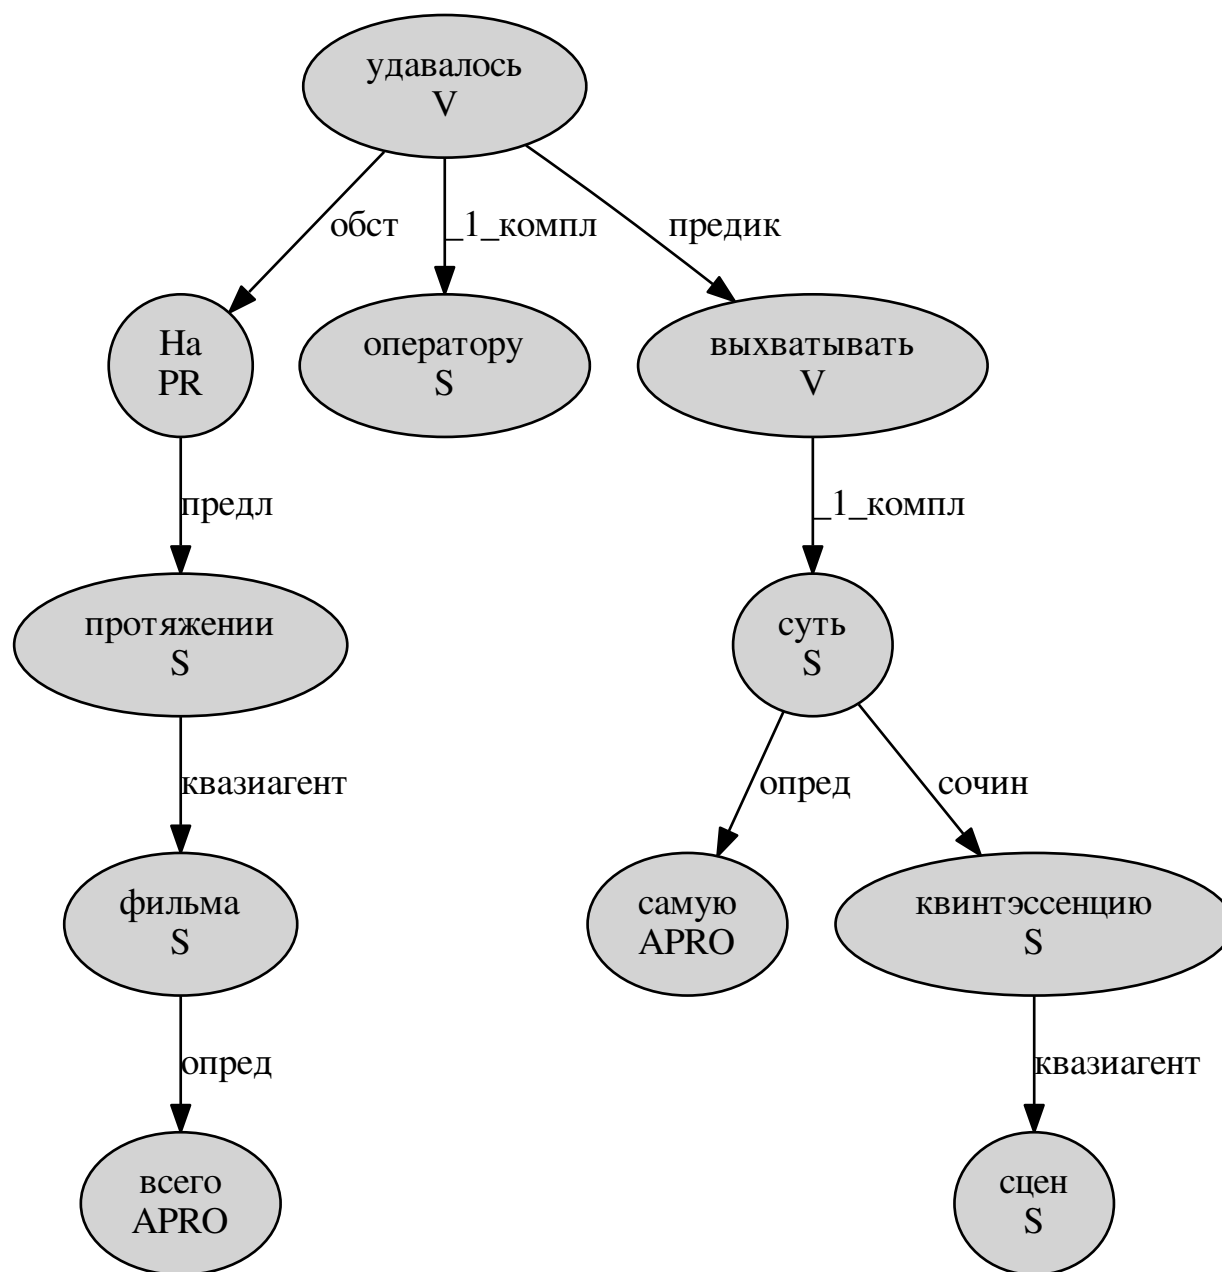 удавалось
V
обст
_1_компл
предик
На
PR
оператору
S
выхватывать
V
предл
_1_компл
протяжении
S
суть
S
квазиагент
опред
сочин
фильма
S
самую
APRO
квинтэссенцию
S
опред
квазиагент
всего
APRO
сцен
S